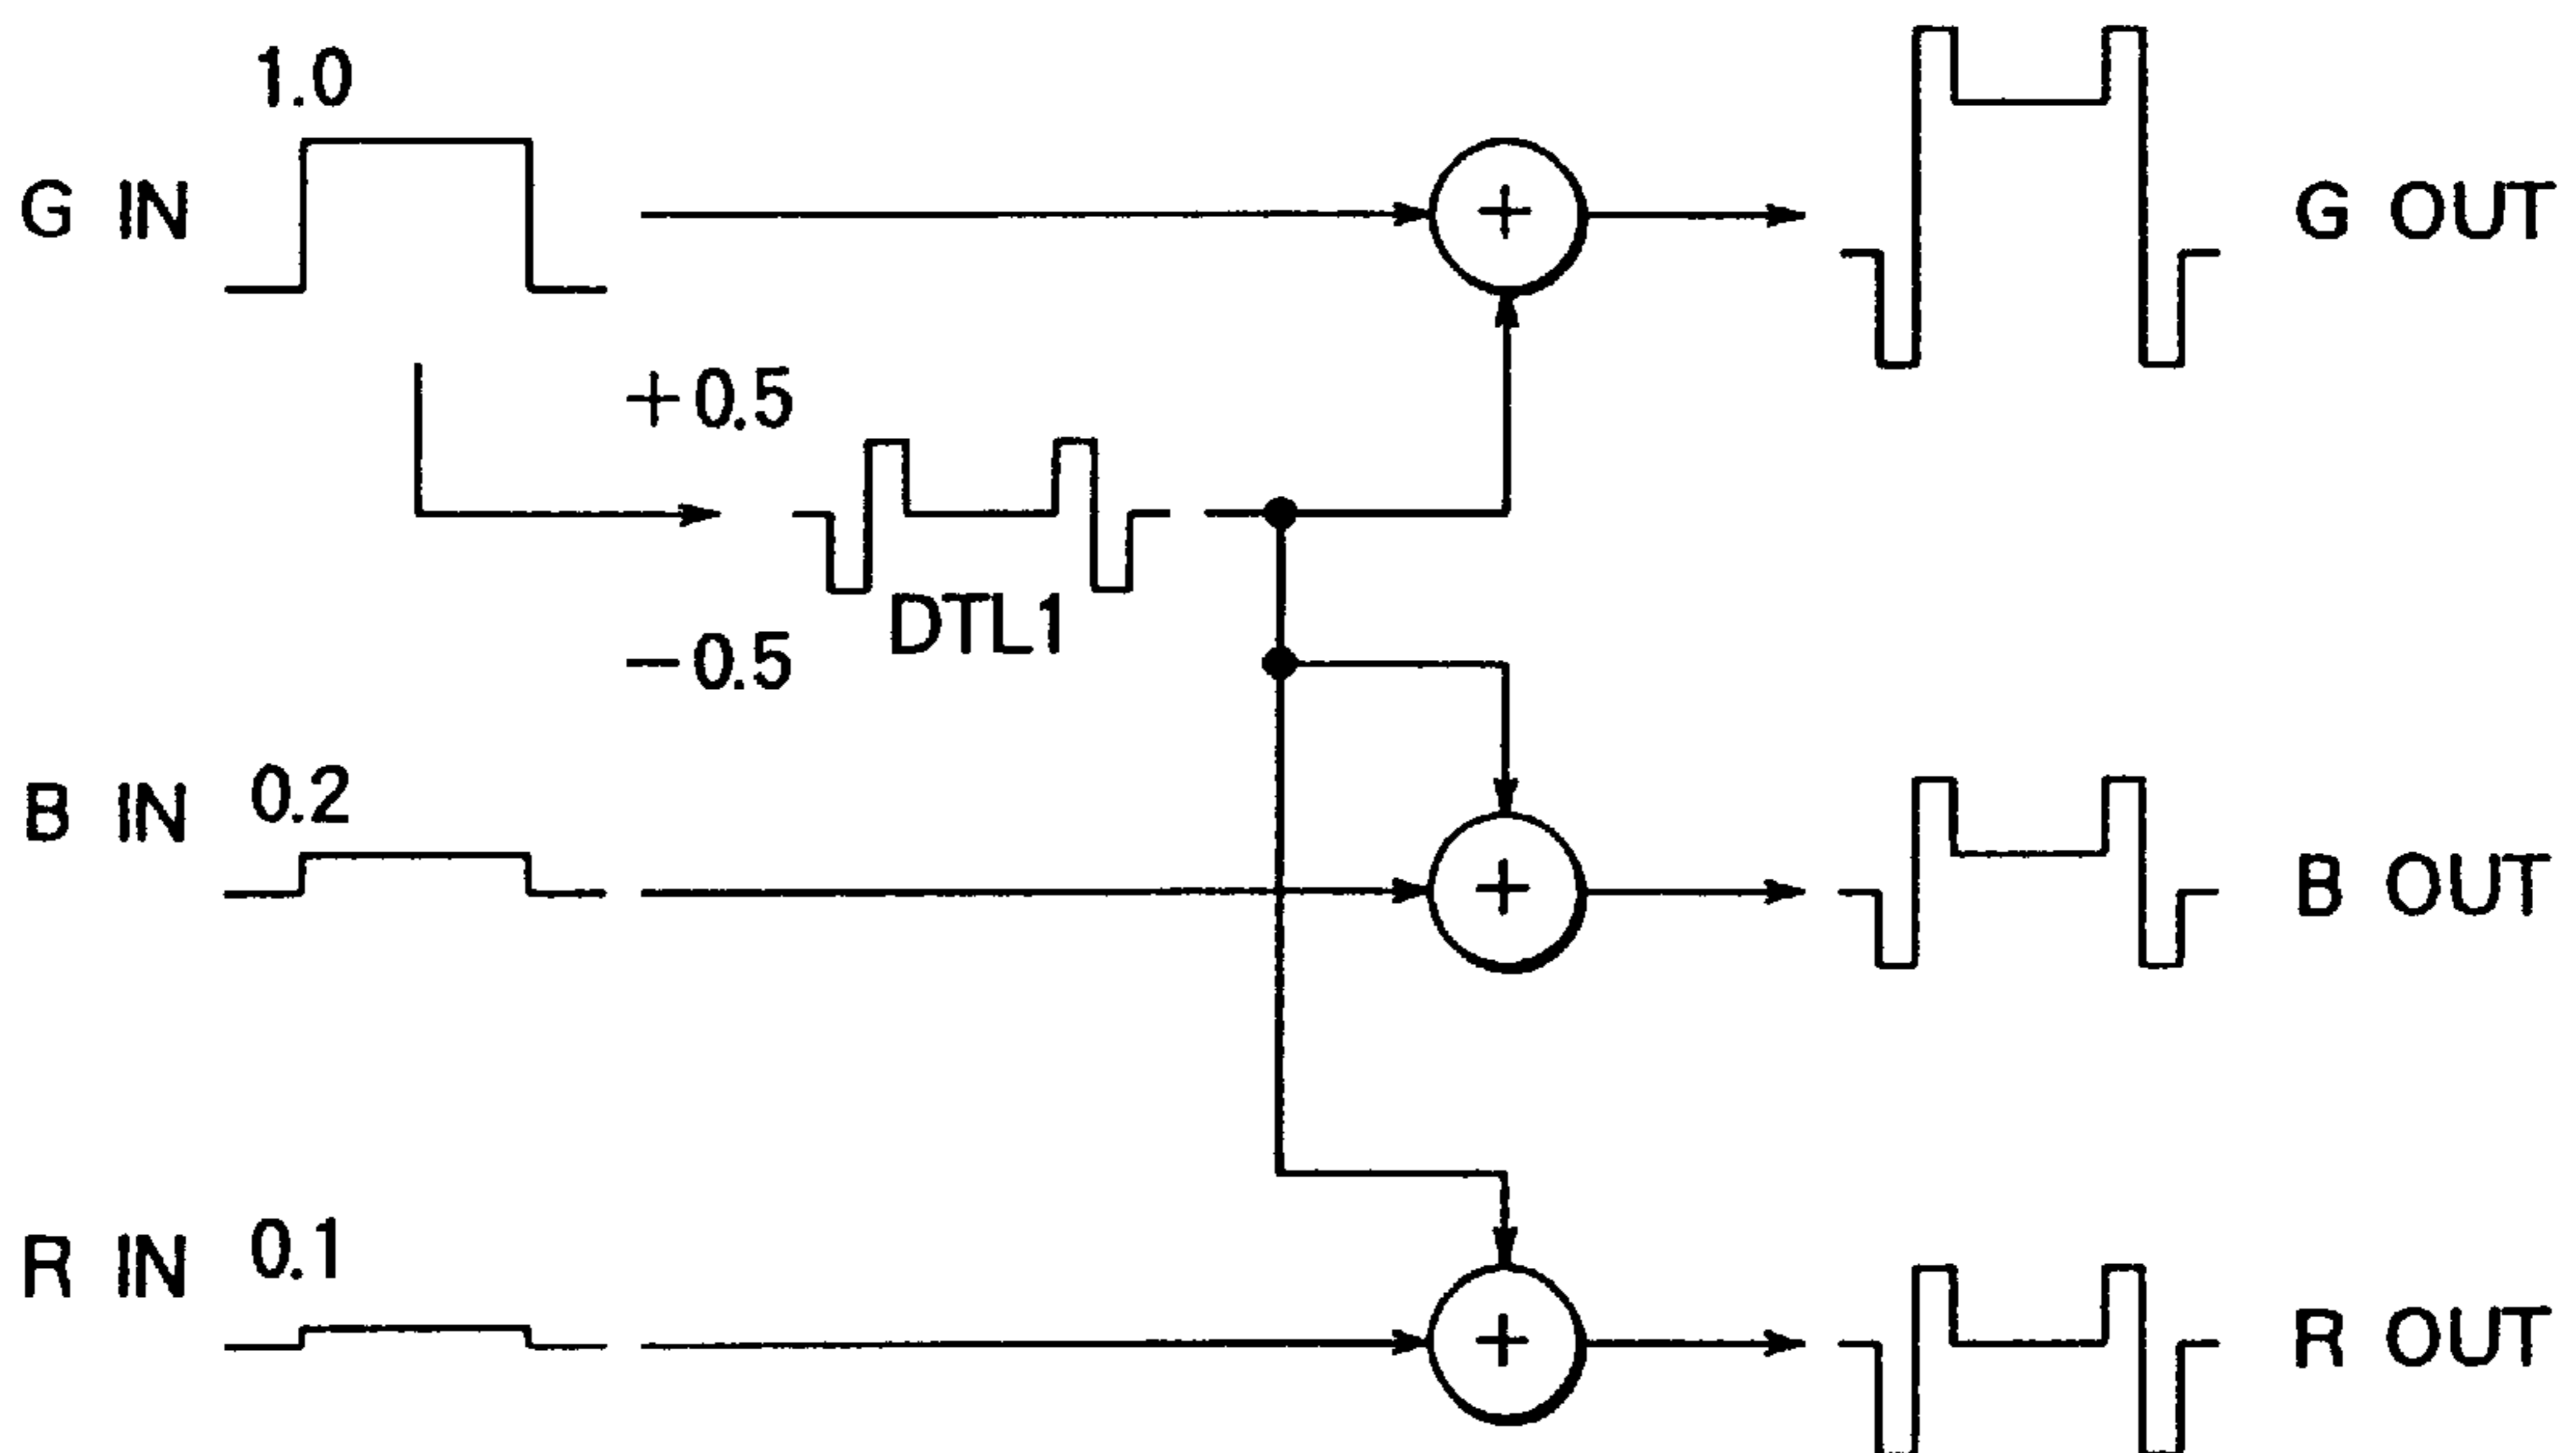 1.0
G IN
G OUT
+0.5
DTL1
−0.5
B IN 0.2
B OUT
R IN 0.1
R OUT
+
+
+